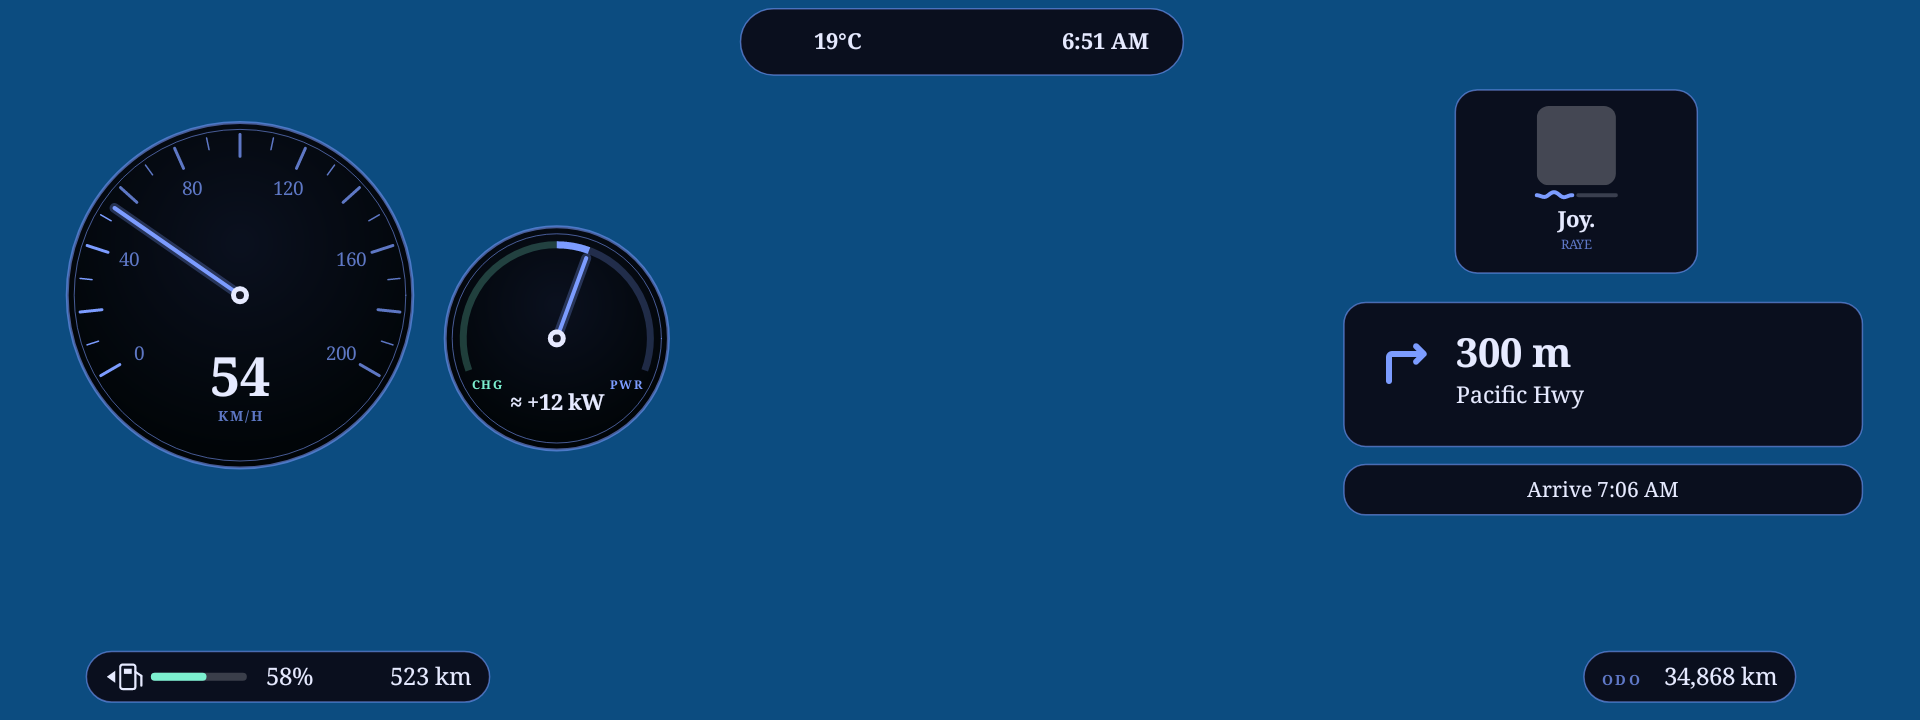 19°C 6:51 AM
80 120
40 160
0 200
54
KM/H
CHG PWR
≈ +12 kW
Joy.
RAYE
300 m
Pacific Hwy
Arrive 7:06 AM
58% 523 km
ODO 34,868 km